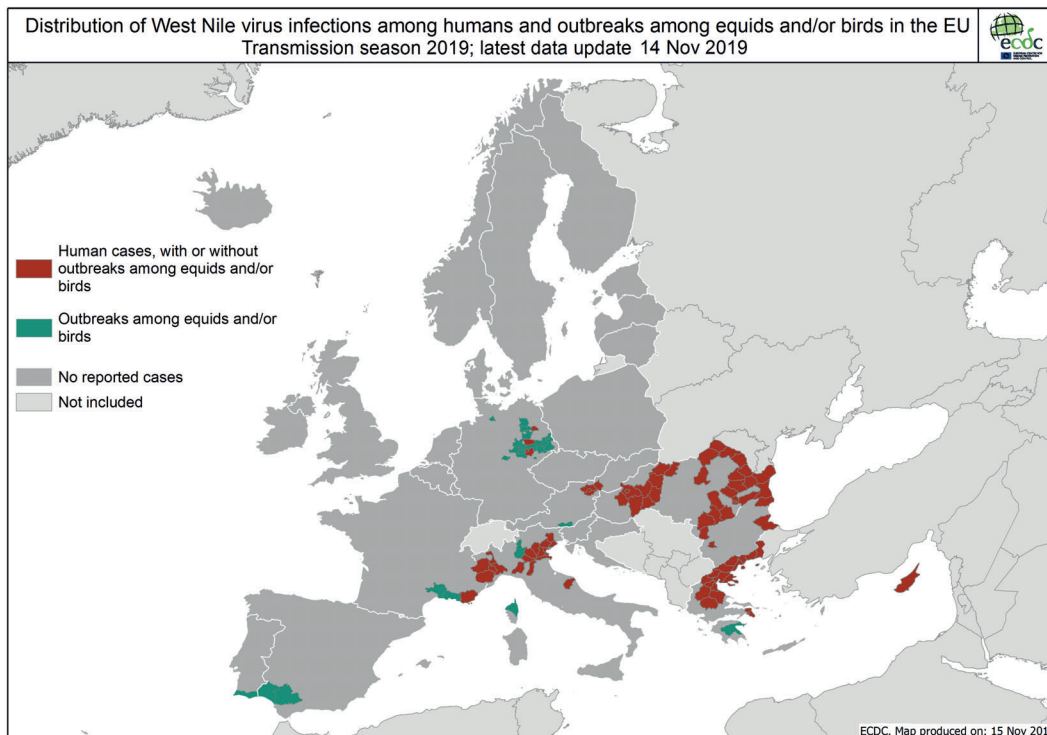 Distribution of West Nile virus infections among humans and outbreaks among equids and/or birds in the EU
Transmission season 2019; latest data update 14 Nov 2019
ecdc
Human cases, with or without
outbreaks among equids and/or
birds
Outbreaks among equids and/or
birds
No reported cases
Not included
ECDC. Map produced on: 15 Nov 201